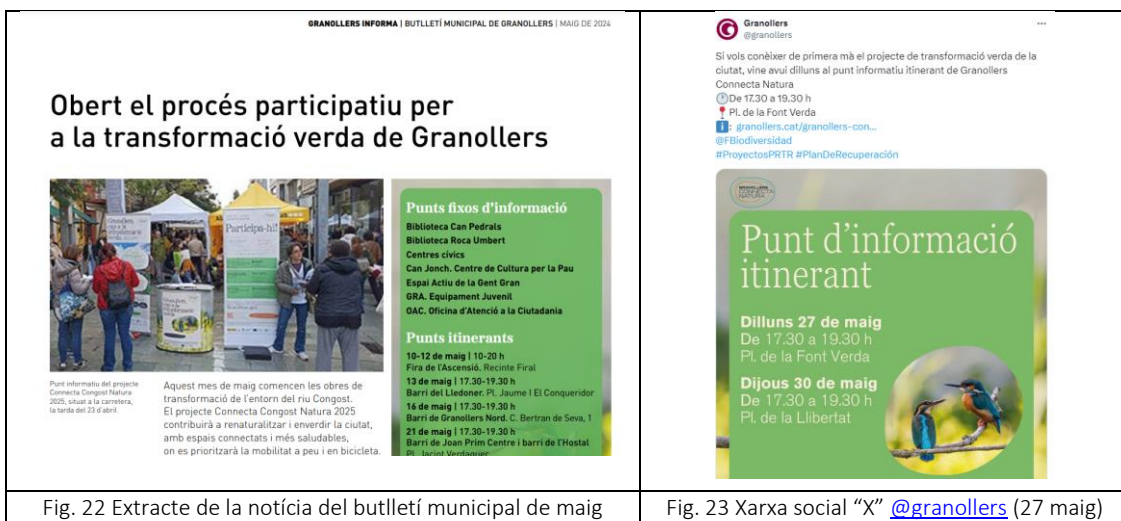 GRANOLLERS INFORMA | BUTLLETÍ MUNICIPAL DE GRANOLLERS | MAIG DE 2024
Obert el procés participatiu per
a la transformació verda de Granollers
Participa-hi!
Punt informatiu del projecte
Connecta Congost Natura
2025, situat a la carretera,
la tarda del 23 d'abril.
Aquest mes de maig comencen les obres de
transformació de l'entorn del riu Congost.
El projecte Connecta Congost Natura 2025
contribuirà a renaturalitzar i enverdir la ciutat,
amb espais connectats i més saludables,
on es prioritzarà la mobilitat a peu i en bicicleta.
Punts fixos d'informació
Biblioteca Can Pedrals
Biblioteca Roca Umbert
Centres cívics
Can Jonch. Centre de Cultura per la Pau
Espai Actiu de la Gent Gran
GRA. Equipament Juvenil
OAC. Oficina d'Atenció a la Ciutadania
Punts itinerants
10-12 de maig | 10-20 h
Fira de l'Ascensió. Recinte Firal
13 de maig | 17.30-19.30 h
Barri del Lledoner. Pl. Jaume I El Conqueridor
16 de maig | 17.30-19.30 h
Barri de Granollers Nord. C. Bertran de Seva, 1
21 de maig | 17.30-19.30 h
Barri de Joan Prim Centre i barri de l'Hostal
Pl. Jacint Verdaguer
Fig. 22 Extracte de la notícia del butlletí municipal de maig
Granollers
@granollers
Si vols conèixer de primera mà el projecte de transformació verda de la
ciutat, vine avui dilluns al punt informatiu itinerant de Granollers
Connecta Natura
De 17.30 a 19.30 h
Pl. de la Font Verda
: granollers.cat/granollers-con...
@FBiodiversidad
#ProyectosPRTR #PlanDeRecuperación
GRANOLLERS
CONNECTA
NATURA
Punt d'informació
itinerant
Dilluns 27 de maig
De 17.30 a 19.30 h
Pl. de la Font Verda
Dijous 30 de maig
De 17.30 a 19.30 h
Pl. de la Llibertat
Fig. 23 Xarxa social "X" @granollers (27 maig)